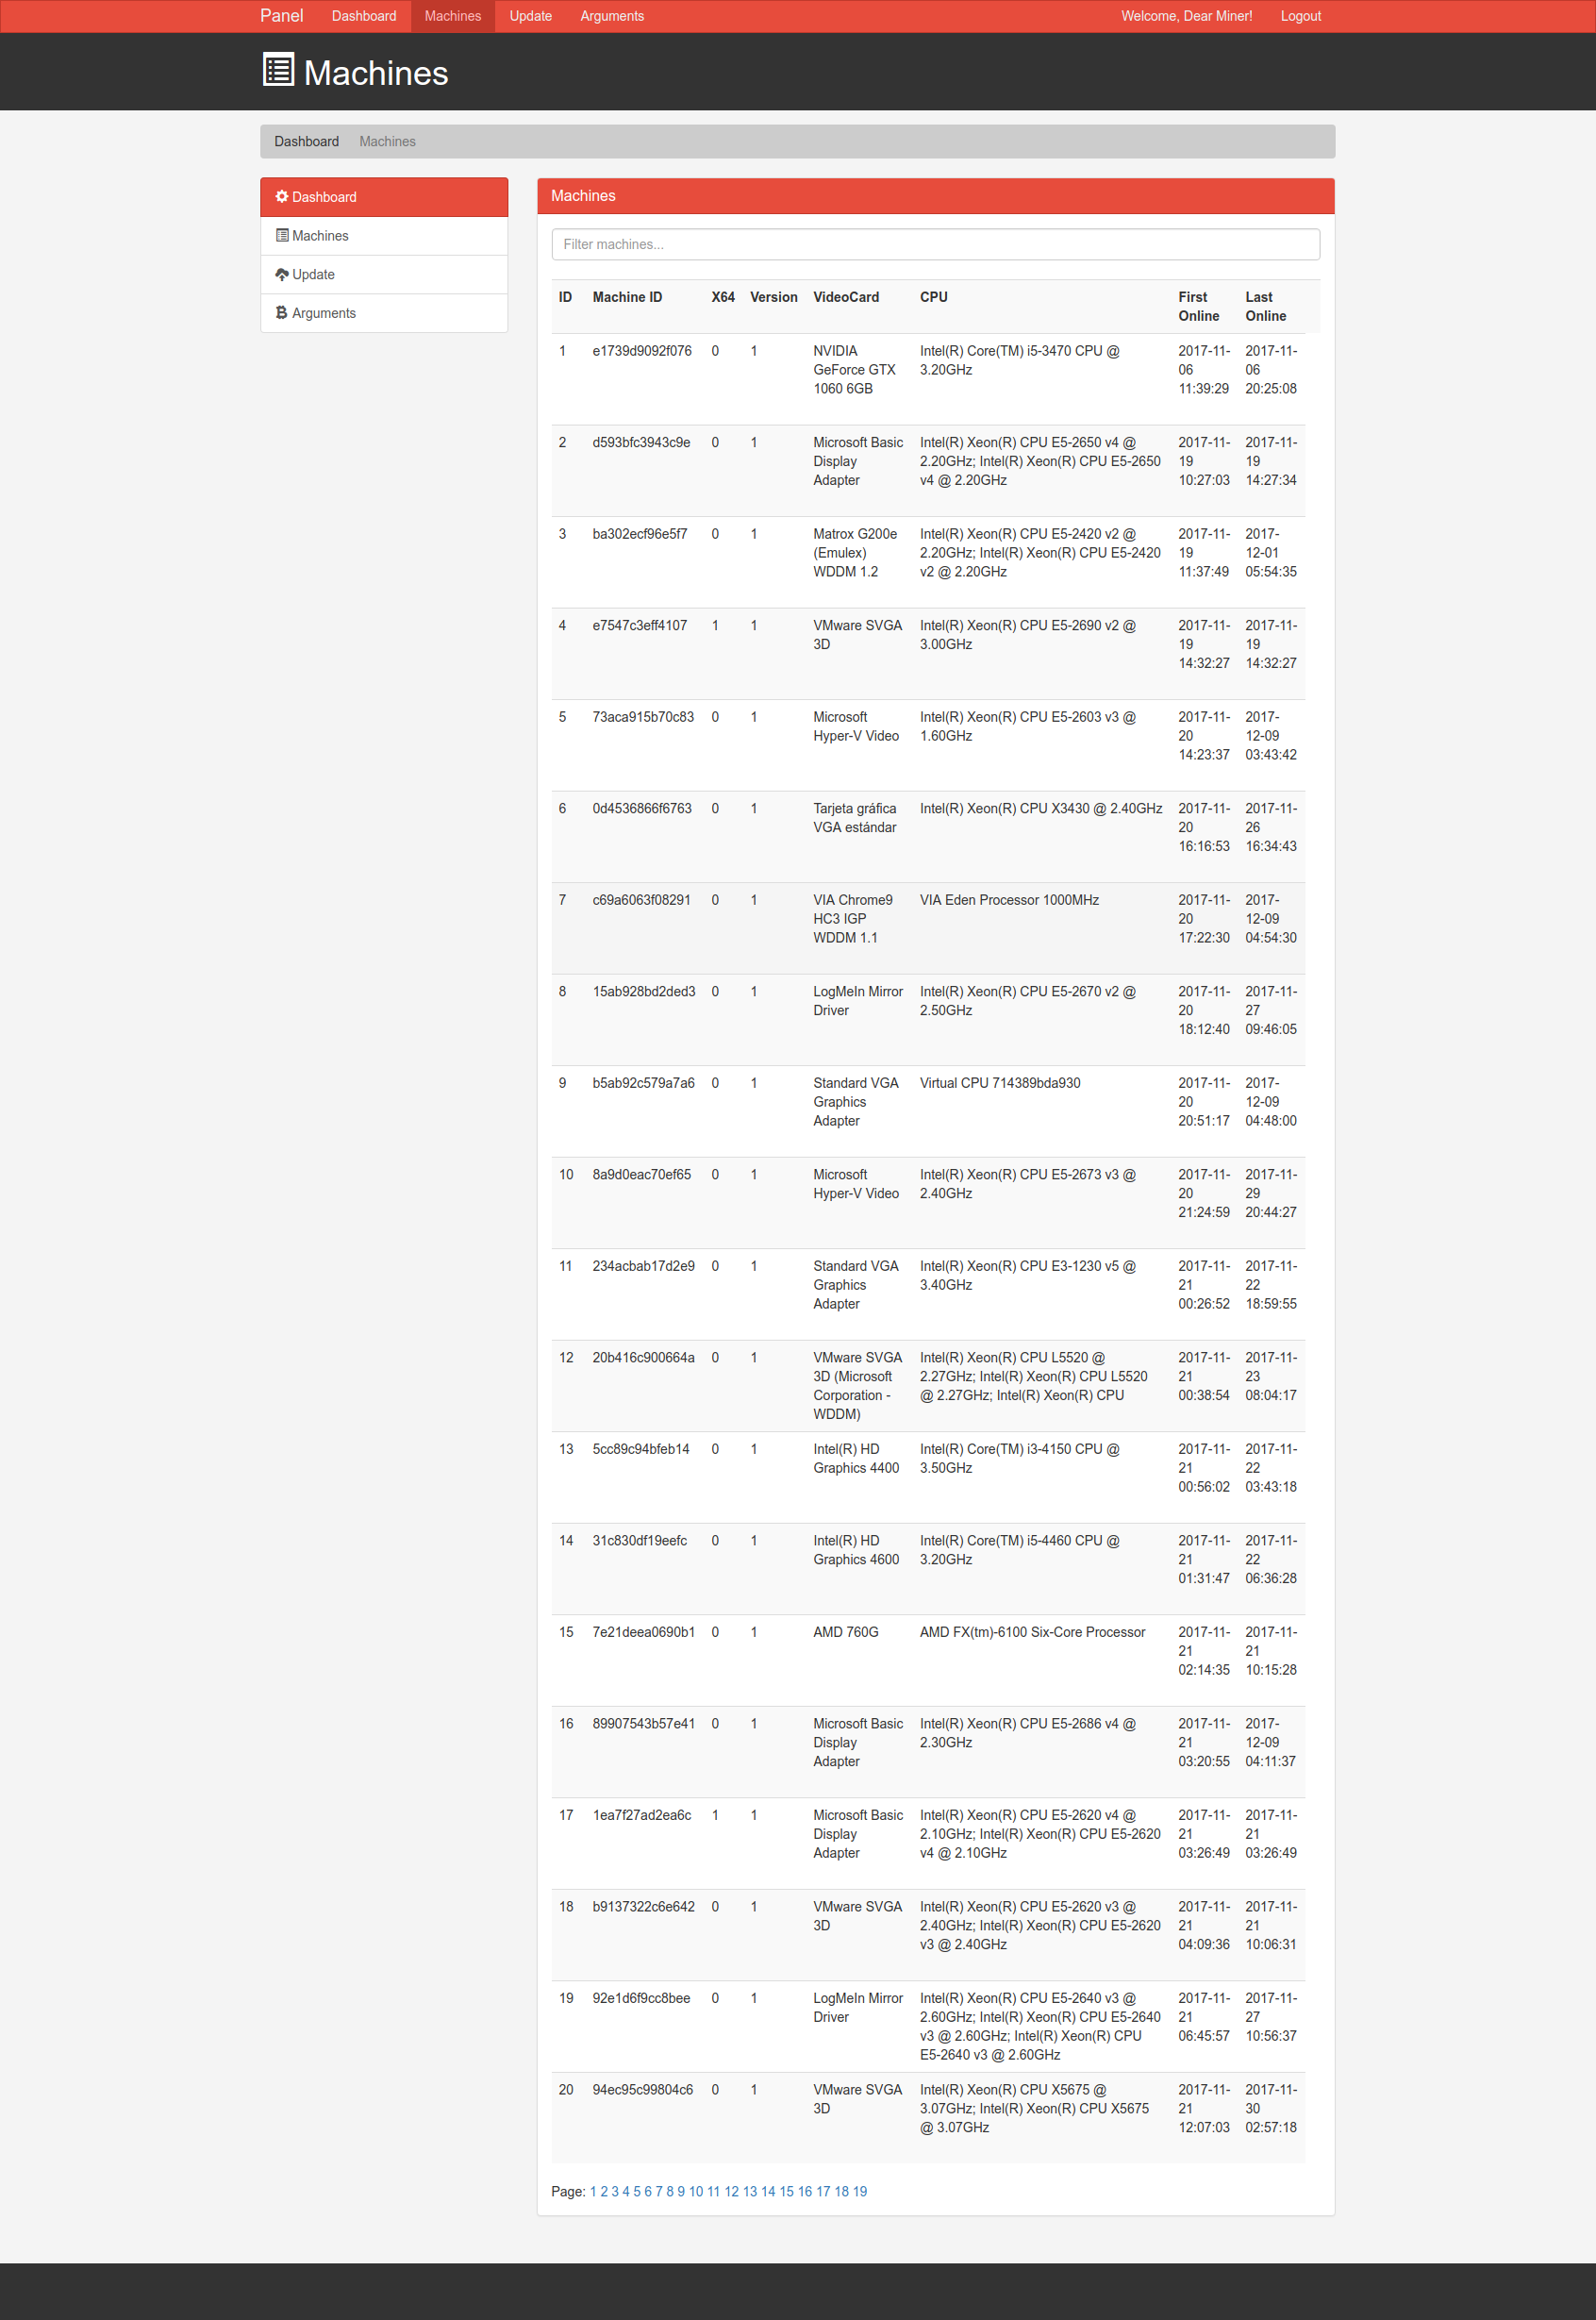 Panel Dashboard Machines Update Arguments Welcome, Dear Miner! Logout
Machines
Dashboard Machines
Dashboard
Machines
Update
Arguments
Machines
Filter machines...
ID Machine ID X64 Version VideoCard CPU First Last
Online Online
1 e1739d9092f076 0 1 NVIDIA Intel(R) Core(TM) i5-3470 CPU @ 2017-11- 2017-11-
GeForce GTX 3.20GHz 06 06
1060 6GB 11:39:29 20:25:08
2 d593bfc3943c9e 0 1 Microsoft Basic Intel(R) Xeon(R) CPU E5-2650 v4 @ 2017-11- 2017-11-
Display 2.20GHz; Intel(R) Xeon(R) CPU E5-2650 19 19
Adapter v4 @ 2.20GHz 10:27:03 14:27:34
3 ba302ecf96e5f7 0 1 Matrox G200e Intel(R) Xeon(R) CPU E5-2420 v2 @ 2017-11- 2017-
(Emulex) 2.20GHz; Intel(R) Xeon(R) CPU E5-2420 19 12-01
WDDM 1.2 v2 @ 2.20GHz 11:37:49 05:54:35
4 e7547c3eff4107 1 1 VMware SVGA Intel(R) Xeon(R) CPU E5-2690 v2 @ 2017-11- 2017-11-
3D 3.00GHz 19 19
14:32:27 14:32:27
5 73aca915b70c83 0 1 Microsoft Intel(R) Xeon(R) CPU E5-2603 v3 @ 2017-11- 2017-
Hyper-V Video 1.60GHz 20 12-09
14:23:37 03:43:42
6 0d4536866f6763 0 1 Tarjeta gráfica Intel(R) Xeon(R) CPU X3430 @ 2.40GHz 2017-11- 2017-11-
VGA estándar 20 26
16:16:53 16:34:43
7 c69a6063f08291 0 1 VIA Chrome9 VIA Eden Processor 1000MHz 2017-11- 2017-
HC3 IGP 20 12-09
WDDM 1.1 17:22:30 04:54:30
8 15ab928bd2ded3 0 1 LogMeIn Mirror Intel(R) Xeon(R) CPU E5-2670 v2 @ 2017-11- 2017-11-
Driver 2.50GHz 20 27
18:12:40 09:46:05
9 b5ab92c579a7a6 0 1 Standard VGA Virtual CPU 714389bda930 2017-11- 2017-
Graphics 20 12-09
Adapter 20:51:17 04:48:00
10 8a9d0eac70ef65 0 1 Microsoft Intel(R) Xeon(R) CPU E5-2673 v3 @ 2017-11- 2017-11-
Hyper-V Video 2.40GHz 20 29
21:24:59 20:44:27
11 234acbab17d2e9 0 1 Standard VGA Intel(R) Xeon(R) CPU E3-1230 v5 @ 2017-11- 2017-11-
Graphics 3.40GHz 21 22
Adapter 00:26:52 18:59:55
12 20b416c900664a 0 1 VMware SVGA Intel(R) Xeon(R) CPU L5520 @ 2017-11- 2017-11-
3D (Microsoft 2.27GHz; Intel(R) Xeon(R) CPU L5520 21 23
Corporation - @ 2.27GHz; Intel(R) Xeon(R) CPU 00:38:54 08:04:17
WDDM)
13 5cc89c94bfeb14 0 1 Intel(R) HD Intel(R) Core(TM) i3-4150 CPU @ 2017-11- 2017-11-
Graphics 4400 3.50GHz 21 22
00:56:02 03:43:18
14 31c830df19eefc 0 1 Intel(R) HD Intel(R) Core(TM) i5-4460 CPU @ 2017-11- 2017-11-
Graphics 4600 3.20GHz 21 22
01:31:47 06:36:28
15 7e21deea0690b1 0 1 AMD 760G AMD FX(tm)-6100 Six-Core Processor 2017-11- 2017-11-
21 21
02:14:35 10:15:28
16 89907543b57e41 0 1 Microsoft Basic Intel(R) Xeon(R) CPU E5-2686 v4 @ 2017-11- 2017-
Display 2.30GHz 21 12-09
Adapter 03:20:55 04:11:37
17 1ea7f27ad2ea6c 1 1 Microsoft Basic Intel(R) Xeon(R) CPU E5-2620 v4 @ 2017-11- 2017-11-
Display 2.10GHz; Intel(R) Xeon(R) CPU E5-2620 21 21
Adapter v4 @ 2.10GHz 03:26:49 03:26:49
18 b9137322c6e642 0 1 VMware SVGA Intel(R) Xeon(R) CPU E5-2620 v3 @ 2017-11- 2017-11-
3D 2.40GHz; Intel(R) Xeon(R) CPU E5-2620 21 21
v3 @ 2.40GHz 04:09:36 10:06:31
19 92e1d6f9cc8bee 0 1 LogMeIn Mirror Intel(R) Xeon(R) CPU E5-2640 v3 @ 2017-11- 2017-11-
Driver 2.60GHz; Intel(R) Xeon(R) CPU E5-2640 21 27
v3 @ 2.60GHz; Intel(R) Xeon(R) CPU 06:45:57 10:56:37
E5-2640 v3 @ 2.60GHz
20 94ec95c99804c6 0 1 VMware SVGA Intel(R) Xeon(R) CPU X5675 @ 2017-11- 2017-11-
3D 3.07GHz; Intel(R) Xeon(R) CPU X5675 21 30
@ 3.07GHz 12:07:03 02:57:18
Page: 1 2 3 4 5 6 7 8 9 10 11 12 13 14 15 16 17 18 19